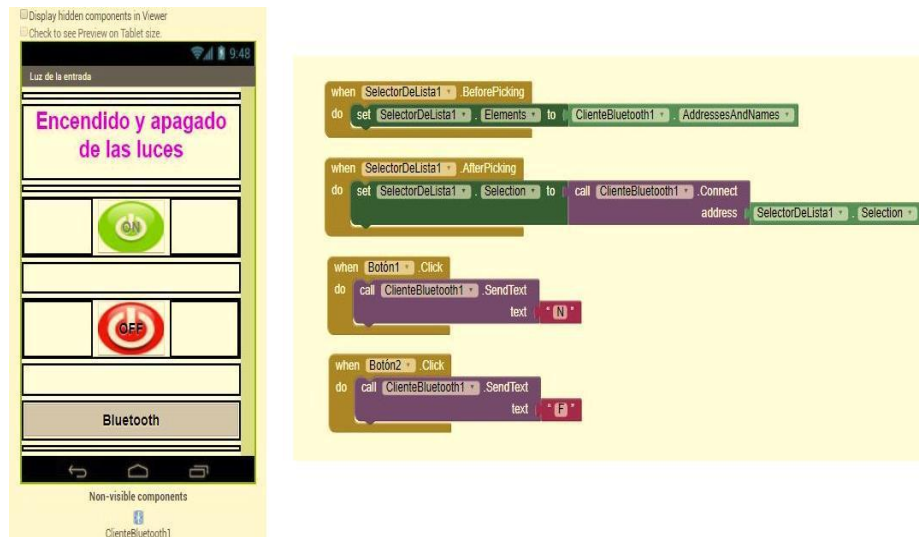 Display hidden components in Viewer
Check to see Preview on Tablet size.
9:48
Luz de la entrada
Encendido y apagado
de las luces
ON
OFF
Bluetooth
Non-visible components
ClienteBluetooth1
when SelectorDeLista1 .BeforePicking
do set SelectorDeLista1 . Elements to ClienteBluetooth1 . AddressesAndNames
when SelectorDeLista1 .AfterPicking
do set SelectorDeLista1 . Selection to call ClienteBluetooth1 .Connect
address SelectorDeLista1 . Selection
when Botón1 .Click
do call ClienteBluetooth1 .SendText
text " N "
when Botón2 .Click
do call ClienteBluetooth1 .SendText
text " F "